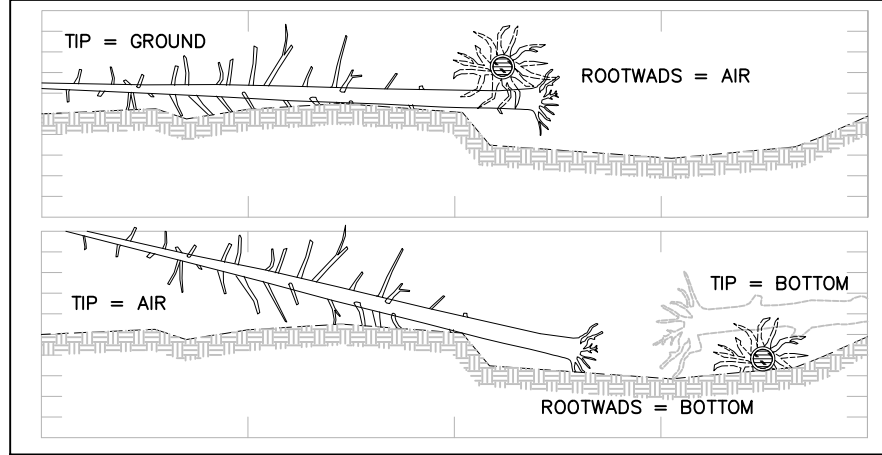 TIP = GROUND
ROOTWADS = AIR
TIP = AIR
TIP = BOTTOM
ROOTWADS = BOTTOM